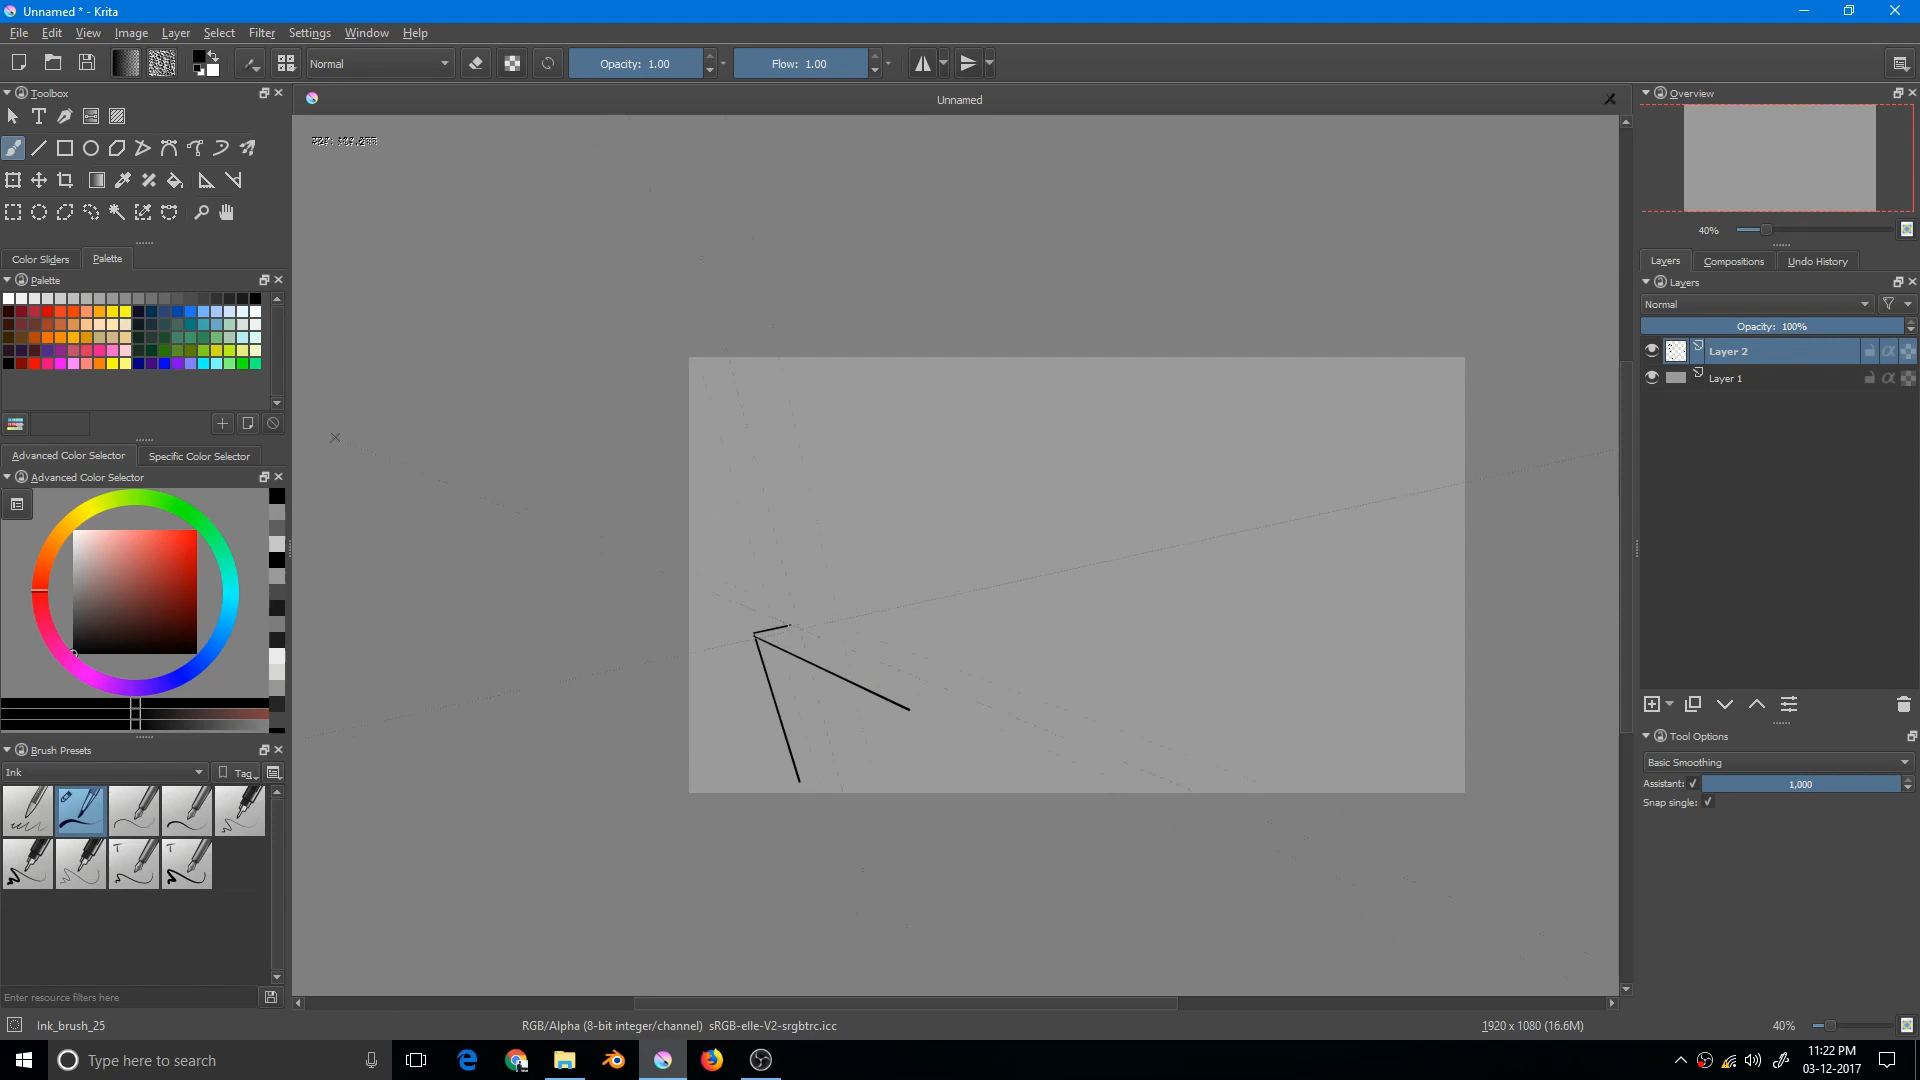 Unnamed * - Krita
File Edit View Image Layer Select Filter Settings Window Help
Normal Opacity: 1.00 Flow: 1.00
Toolbox
Unnamed
Overview
40%
Color Sliders Palette
Palette
Layers Compositions Undo History
Layers
Normal
Opacity: 100%
Layer 2
Layer 1
Advanced Color Selector Specific Color Selector
Advanced Color Selector
Brush Presets
Ink Tag
T T
Enter resource filters here
Tool Options
Basic Smoothing
Assistant: 1,000
Snap single:
Ink_brush_25
RGB/Alpha (8-bit integer/channel) sRGB-elle-V2-srgbtrc.icc
1920 x 1080 (16.6M)
40%
Type here to search
11:22 PM
03-12-2017